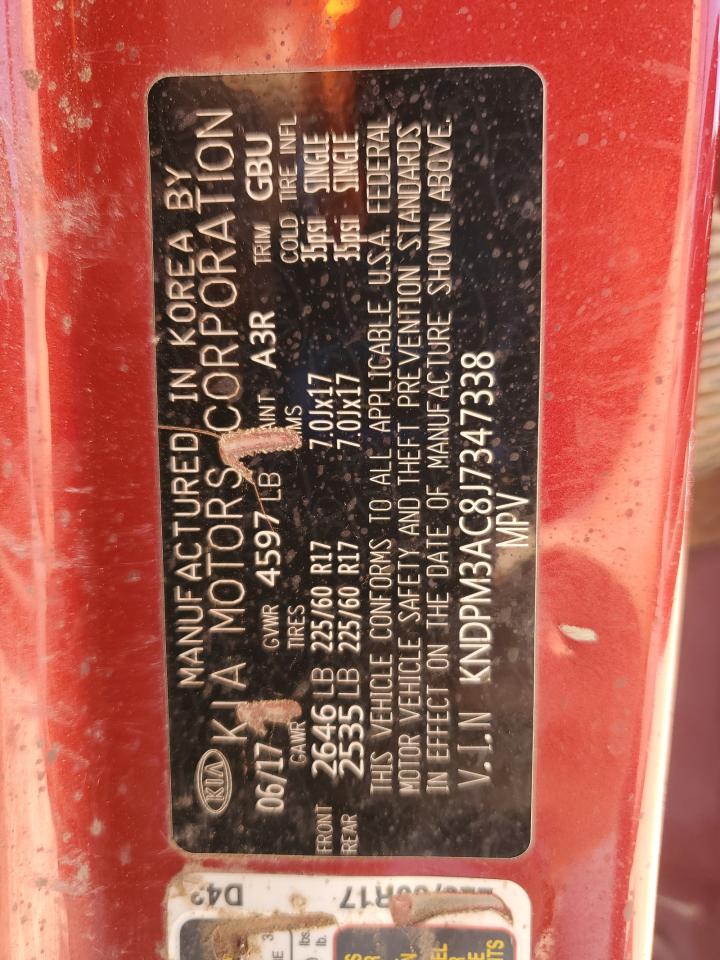 MANUFACTURED IN KOREA BY
KIA KIA MOTORS CORPORATION
06/17 GVWR 4597 LB PAINT A3R TRIM GBU
GAWR TIRES RIMS COLD TIRE INFL
FRONT 2646 LB 225/60 R17 7.0Jx17 35psi SINGLE
REAR 2535 LB 225/60 R17 7.0Jx17 35psi SINGLE
THIS VEHICLE CONFORMS TO ALL APPLICABLE U.S.A. FEDERAL
MOTOR VEHICLE SAFETY AND THEFT PREVENTION STANDARDS
IN EFFECT ON THE DATE OF MANUFACTURE SHOWN ABOVE.
V.I.N KNDPM3AC8J7347338
MPV
R17
lbs.
lb.